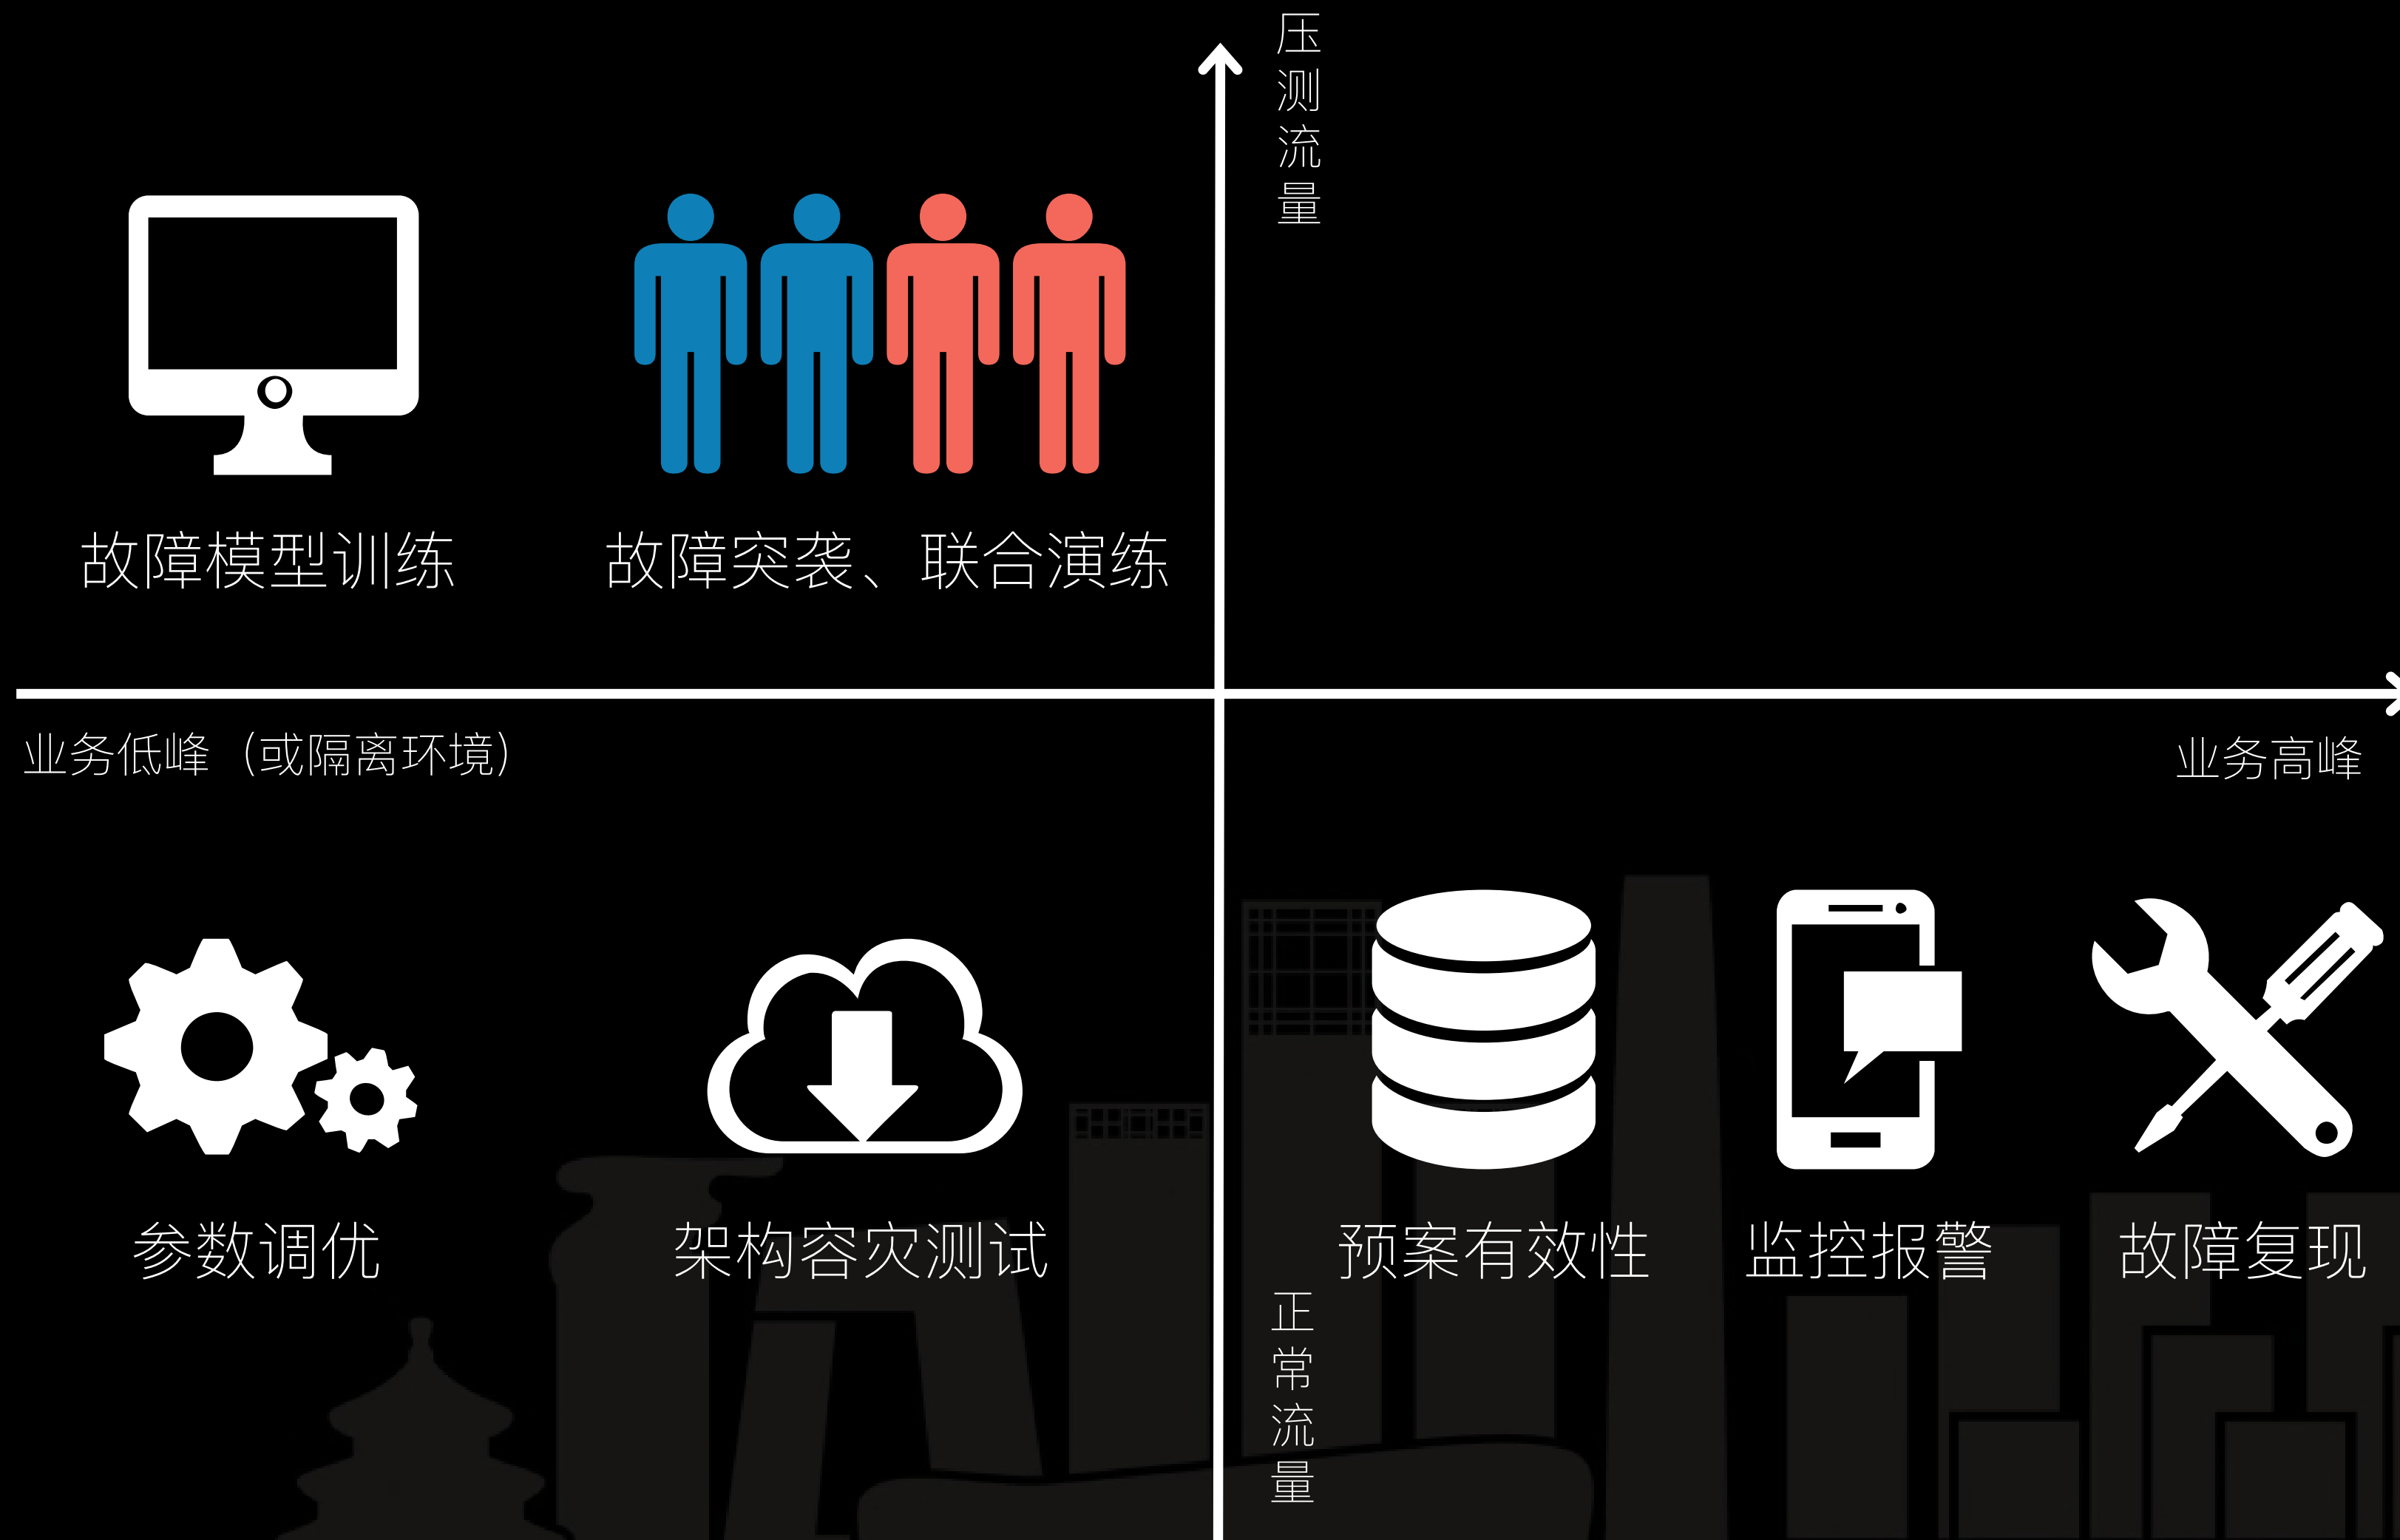 压测流量
故障模型训练
故障突袭、联合演练
业务低峰（或隔离环境）
业务高峰
参数调优
架构容灾测试
预案有效性
监控报警
故障复现
正常流量